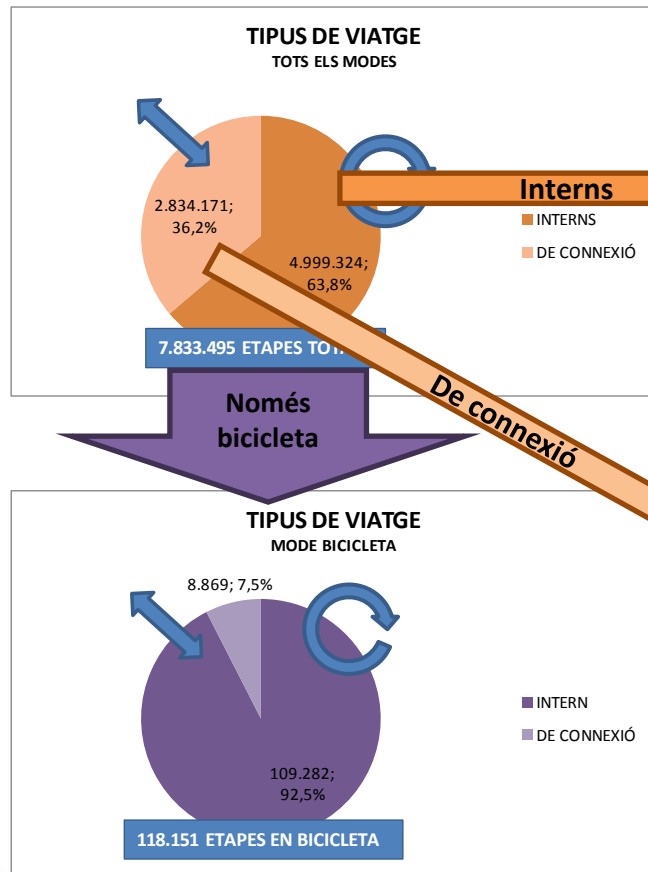 TIPUS DE VIATGE
TOTS ELS MODES
2.834.171;
36,2%
4.999.324;
63,8%
Interns
INTERNS
DE CONNEXIÓ
7.833.495 ETAPES
De connexió
Només
bicicleta
TIPUS DE VIATGE
MODE BICICLETA
8.869; 7,5%
INTERN
DE CONNEXIÓ
109.282;
92,5%
118.151 ETAPES EN BICICLETA